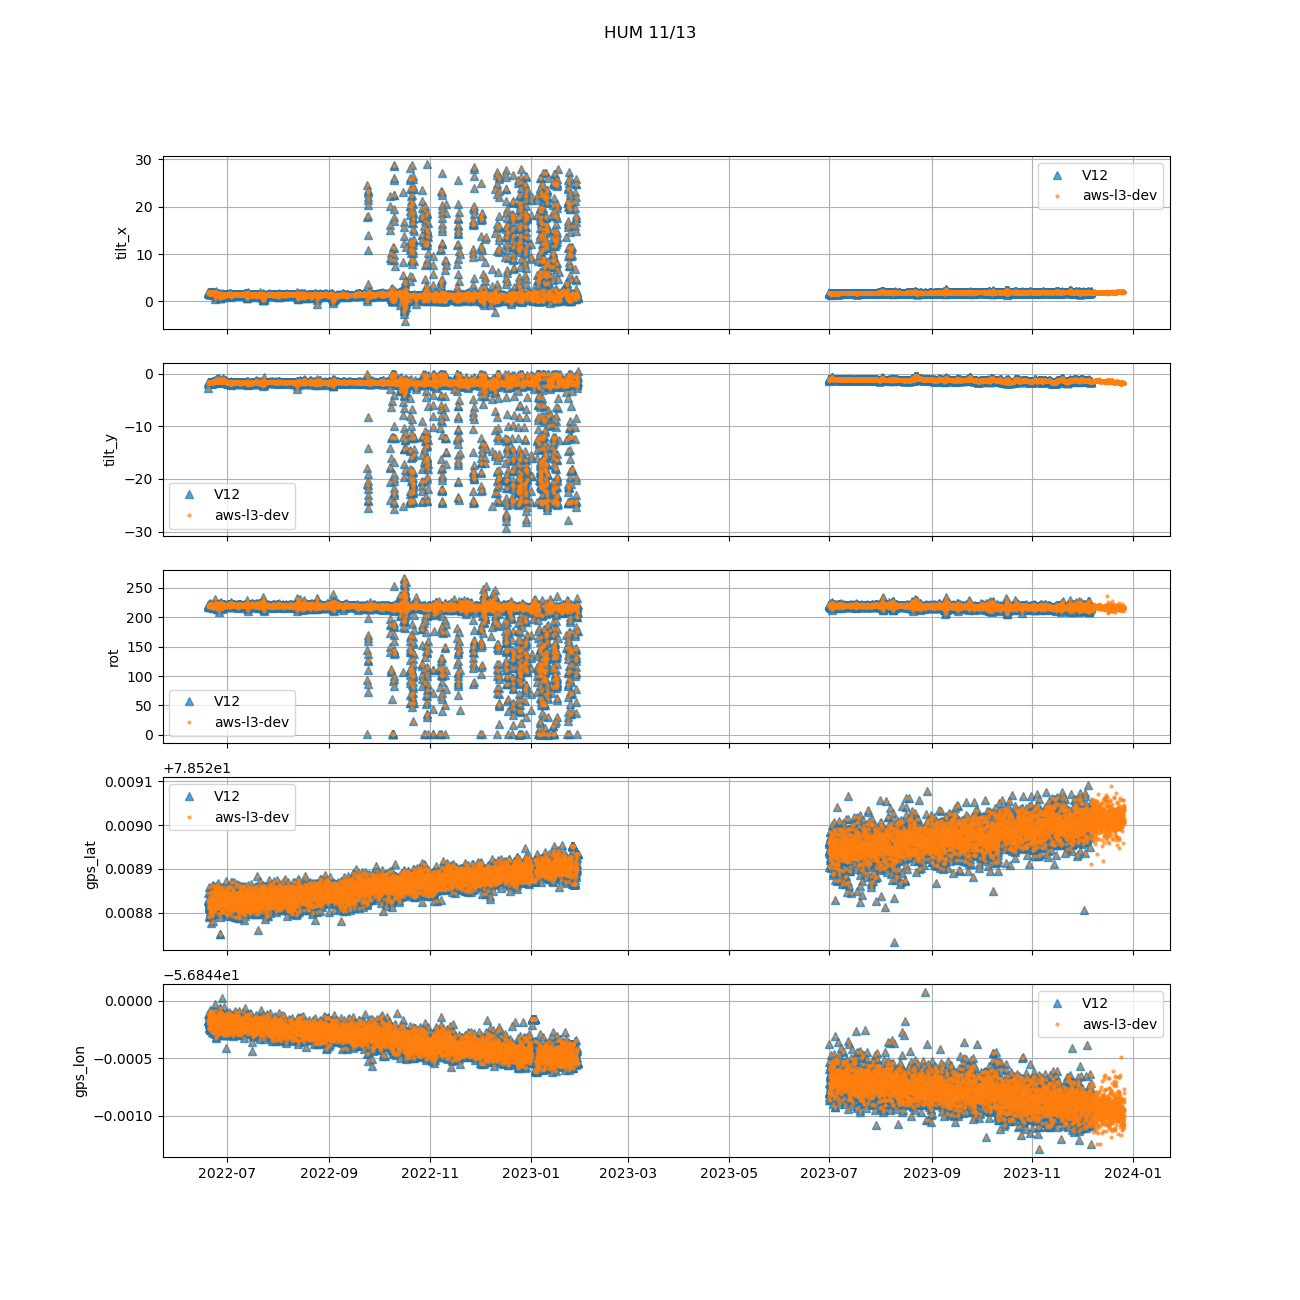 HUM 11/13
30
20
10
0
tilt_x
V12
aws-l3-dev
0
−10
−20
−30
tilt_y
V12
aws-l3-dev
250
200
150
100
50
0
rot
V12
aws-l3-dev
+7.852e1
0.0091
0.0090
0.0089
0.0088
gps_lat
V12
aws-l3-dev
−5.6844e1
0.0000
−0.0005
−0.0010
gps_lon
V12
aws-l3-dev
2022-07 2022-09 2022-11 2023-01 2023-03 2023-05 2023-07 2023-09 2023-11 2024-01